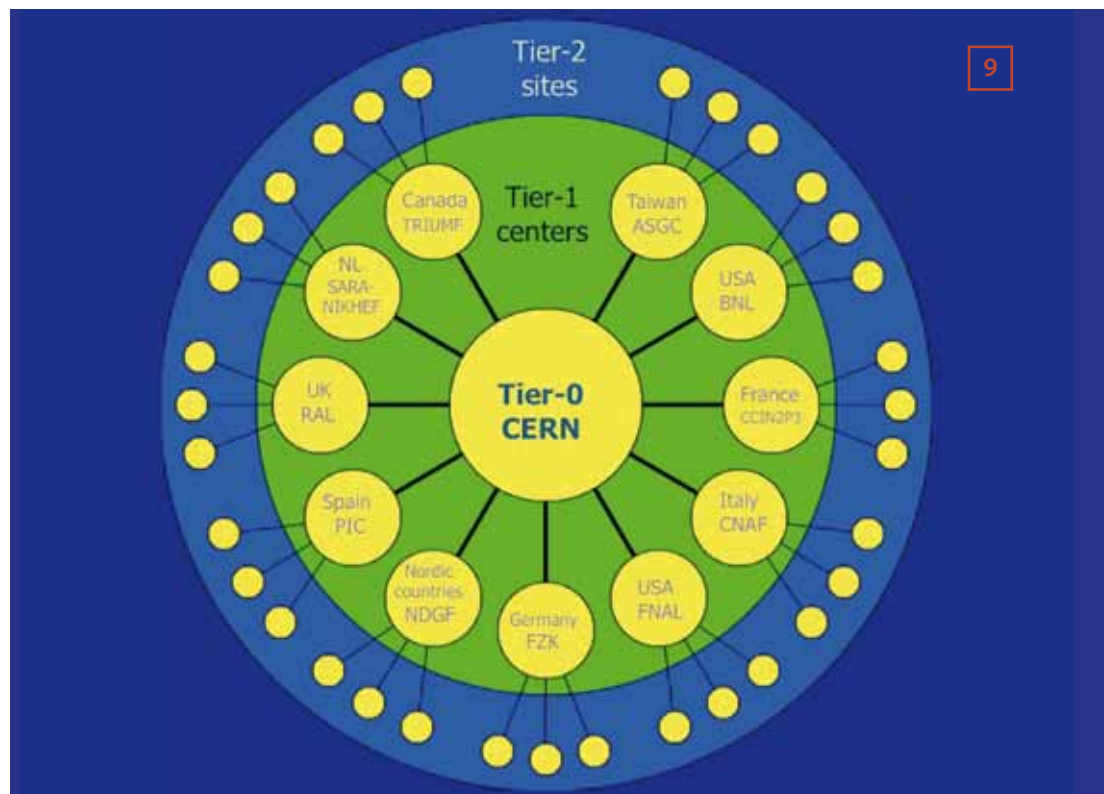 Tier-2
sites
9
Tier-1
centers
Canada
TRIUMF
Taiwan
ASGC
NL
SARA-
NIKHEF
USA
BNL
UK
RAL
Tier-0
CERN
France
CCIN2P3
Spain
PIC
Italy
CNAF
Nordic
countries
NDGF
Germany
FZK
USA
FNAL